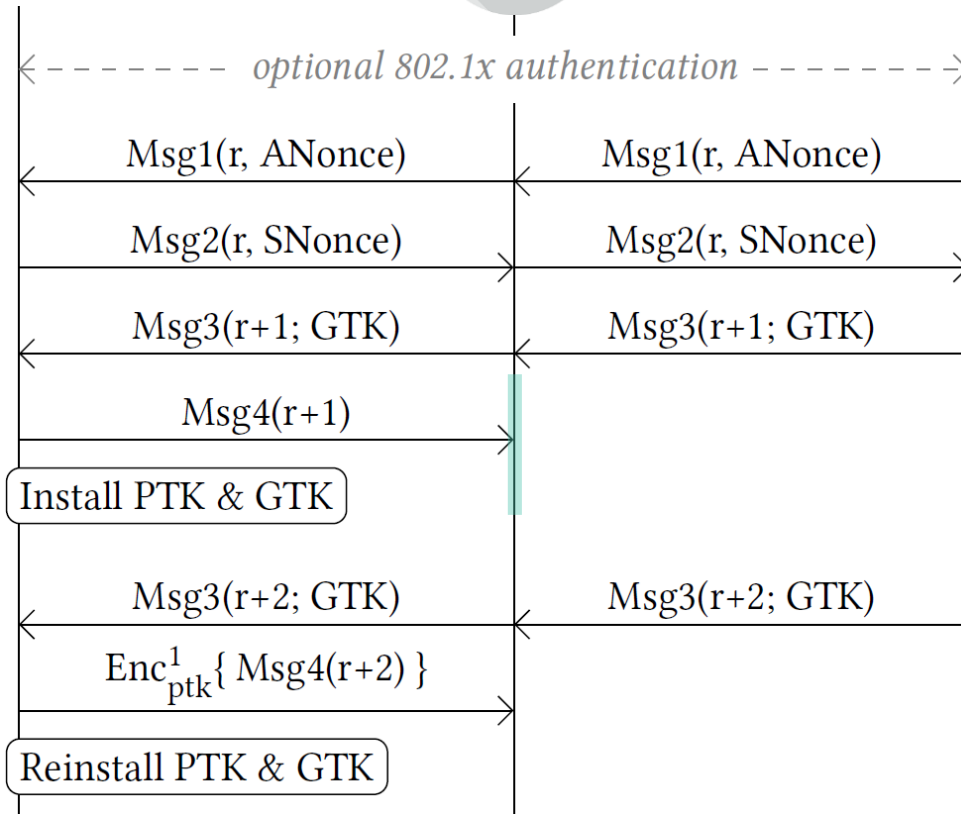 optional 802.1x authentication
Msg1(r, ANonce) Msg1(r, ANonce)
Msg2(r, SNonce) Msg2(r, SNonce)
Msg3(r+1; GTK) Msg3(r+1; GTK)
Msg4(r+1)
Install PTK & GTK
Msg3(r+2; GTK) Msg3(r+2; GTK)
Enc¹ₚₜₖ{ Msg4(r+2) }
Reinstall PTK & GTK